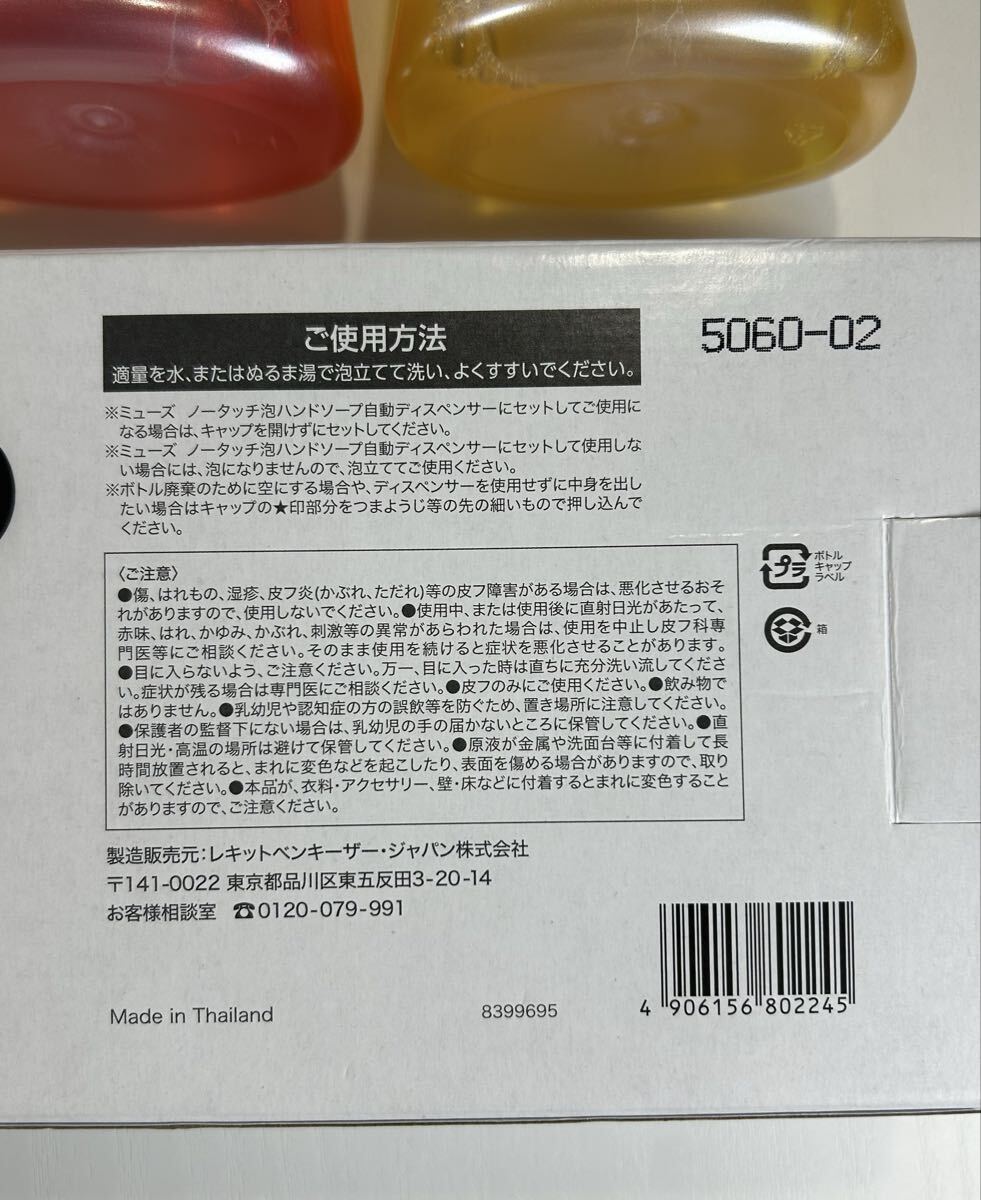 ご使用方法
適量を水、またはぬるま湯で泡立てて洗い、よくすすいでください。
5060-02
※ミューズ ノータッチ泡ハンドソープ自動ディスペンサーにセットしてご使用に
なる場合は、キャップを開けずにセットしてください。
※ミューズ ノータッチ泡ハンドソープ自動ディスペンサーにセットして使用しな
い場合には、泡になりませんので、泡立ててご使用ください。
※ボトル廃棄のために空にする場合や、ディスペンサーを使用せずに中身を出し
たい場合はキャップの★印部分をつまようじ等の先の細いもので押し込んで
ください。
〈ご注意〉
●傷、はれもの、湿疹、皮フ炎(かぶれ、ただれ)等の皮フ障害がある場合は、悪化させるおそ
れがありますので、使用しないでください。●使用中、または使用後に直射日光があたって、
赤味、はれ、かゆみ、かぶれ、刺激等の異常があらわれた場合は、使用を中止し皮フ科専
門医等にご相談ください。そのまま使用を続けると症状を悪化させることがあります。
●目に入らないよう、ご注意ください。万一、目に入った時は直ちに充分洗い流してくださ
い。症状が残る場合は専門医にご相談ください。●皮フのみにご使用ください。●飲み物で
はありません。●乳幼児や認知症の方の誤飲等を防ぐため、置き場所に注意してください。
●保護者の監督下にない場合は、乳幼児の手の届かないところに保管してください。●直
射日光・高温の場所は避けて保管してください。●原液が金属や洗面台等に付着して長
時間放置されると、まれに変色などを起こしたり、表面を傷める場合がありますので、取り
除いてください。●本品が、衣料・アクセサリー、壁・床などに付着するとまれに変色すること
がありますので、ご注意ください。
プラ
ボトル
キャップ
ラベル
箱
製造販売元：レキットベンキーザー・ジャパン株式会社
〒141-0022 東京都品川区東五反田3-20-14
お客様相談室 ☎0120-079-991
Made in Thailand
8399695
4 906156 802245